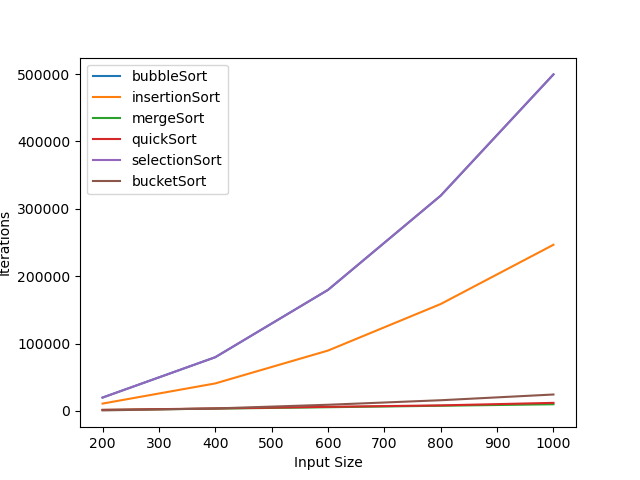 500000
400000
300000
200000
100000
0
Iterations
bubbleSort
insertionSort
mergeSort
quickSort
selectionSort
bucketSort
200 300 400 500 600 700 800 900 1000
Input Size